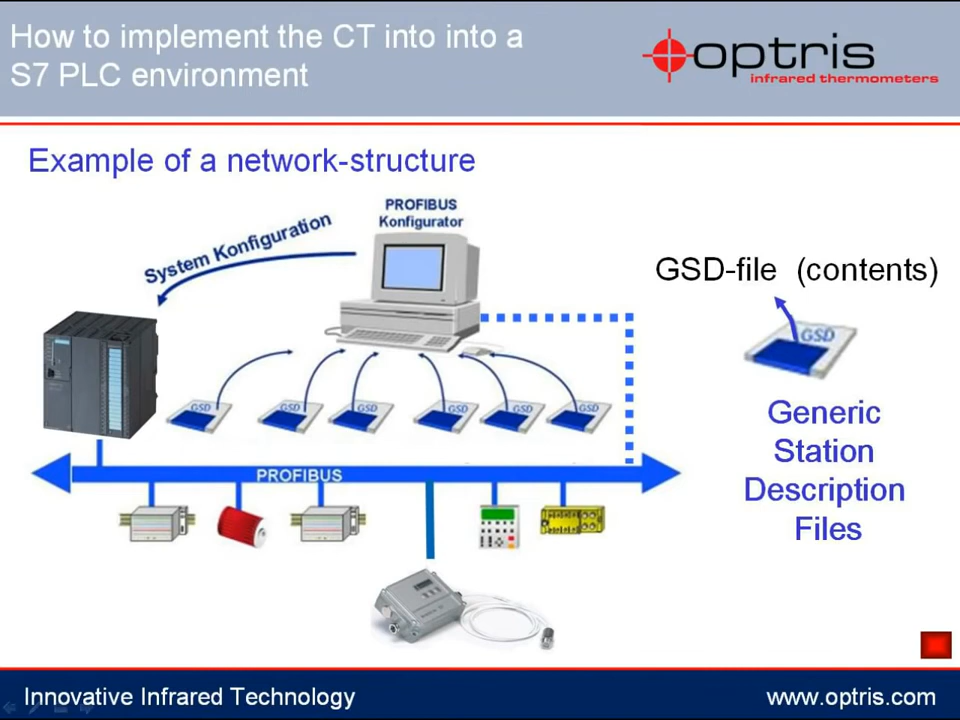 How to implement the CT into into a
S7 PLC environment
optris
infrared thermometers
Example of a network-structure
PROFIBUS
Konfigurator
System Konfiguration
GSD-file (contents)
GSD
GSD
GSD
GSD
GSD
GSD
GSD
Generic
Station
Description
Files
PROFIBUS
Innovative Infrared Technology
www.optris.com